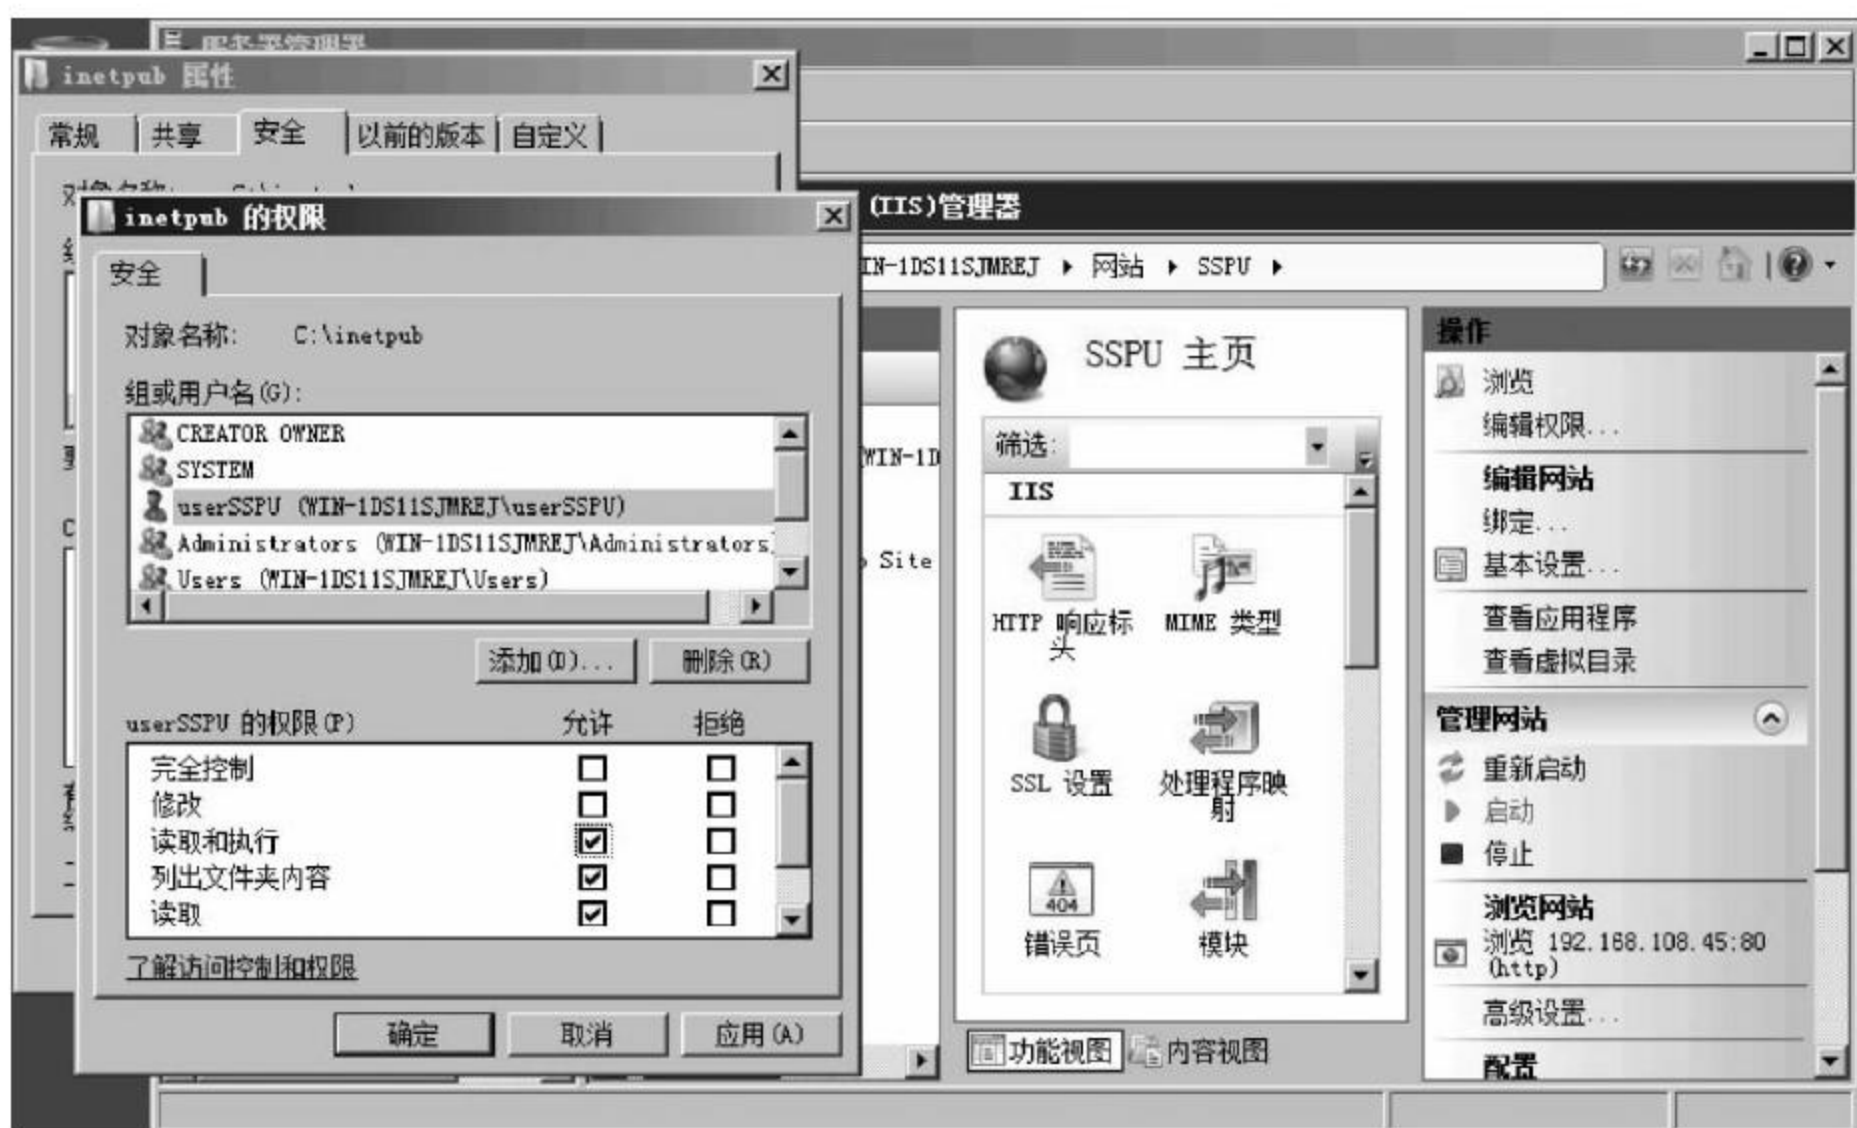 服务器管理器
inetpub 属性
常规 共享 安全 以前的版本 自定义
inetpub 的权限
安全
对象名称: C:\inetpub
组或用户名(G):
CREATOR OWNER
SYSTEM
userSSPU (WIN-1DS11SJMREJ\userSSPU)
Administrators (WIN-1DS11SJMREJ\Administrators
Users (WIN-1DS11SJMREJ\Users)
添加(D)... 删除(R)
userSSPU 的权限(P) 允许 拒绝
完全控制
修改
读取和执行
列出文件夹内容
读取
了解访问控制和权限
确定 取消 应用(A)
(IIS)管理器
IN-1DS11SJMREJ ▸ 网站 ▸ SSPU ▸
WIN-1D
Site
SSPU 主页
筛选:
IIS
HTTP 响应标头
MIME 类型
SSL 设置
处理程序映射
404
错误页
模块
功能视图 内容视图
操作
浏览
编辑权限...
编辑网站
绑定...
基本设置...
查看应用程序
查看虚拟目录
管理网站
重新启动
启动
停止
浏览网站
浏览 192.168.108.45:80
(http)
高级设置...
配置